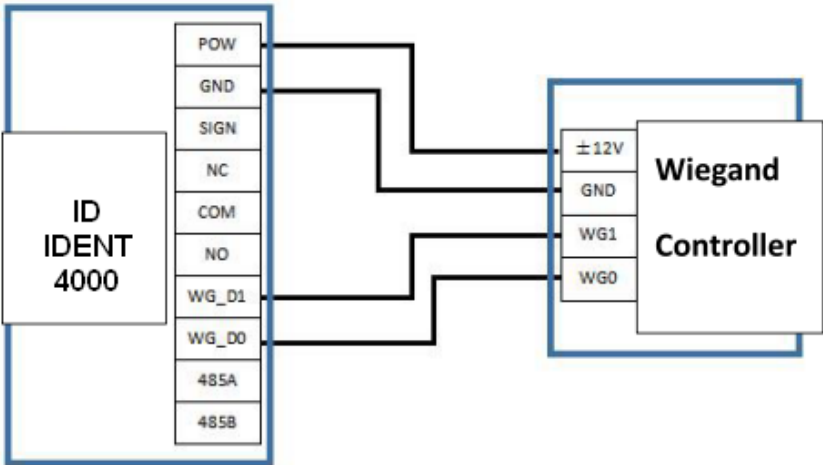 ID
IDENT
4000
POW
GND
SIGN
NC
COM
NO
WG_D1
WG_D0
485A
485B
±12V
GND
WG1
WG0
Wiegand
Controller